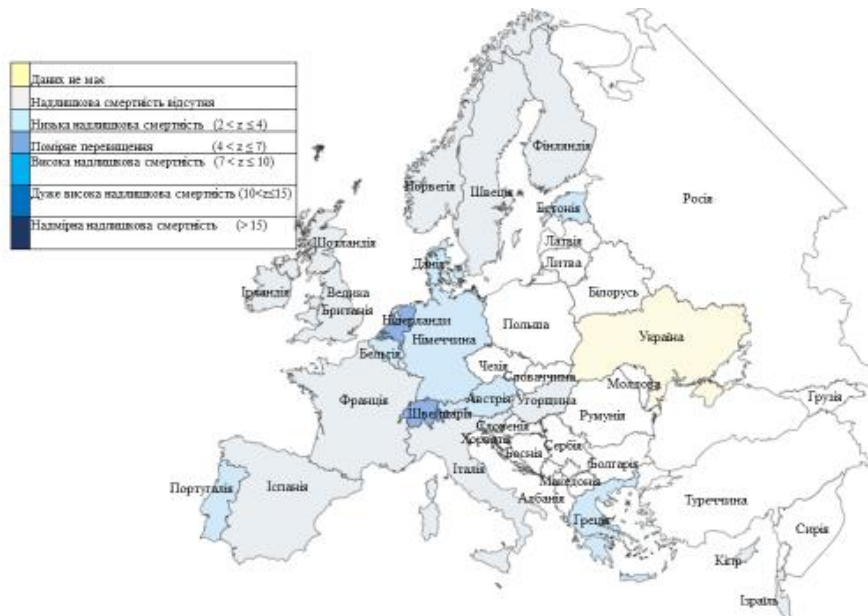 Даних не має
Надлишкова смертність відсутня
Низька надлишкова смертність (2 < z ≤ 4)
Помірне перевищення (4 < z ≤ 7)
Висока надлишкова смертність (7 < z ≤ 10)
Дуже висока надлишкова смертність (10<z≤15)
Надмірна надлишкова смертність (> 15)
Фінляндія
Норвегія
Швеція
Росія
Естонія
Шотландія
Латвія
Данія
Литва
Ірландія
Велика
Британія
Білорусь
Нідерланди
Польша
Німеччина
Україна
Бельгія
Чехія
Словаччина
Молдова
Австрія
Угорщина
Франція
Швейцарія
Румунія
Грузія
Словенія
Хорватія
Боснія
Сербія
Італія
Болгарія
Македонія
Португалія
Іспанія
Албанія
Туреччина
Греція
Сирія
Кіпр
Ізраїль